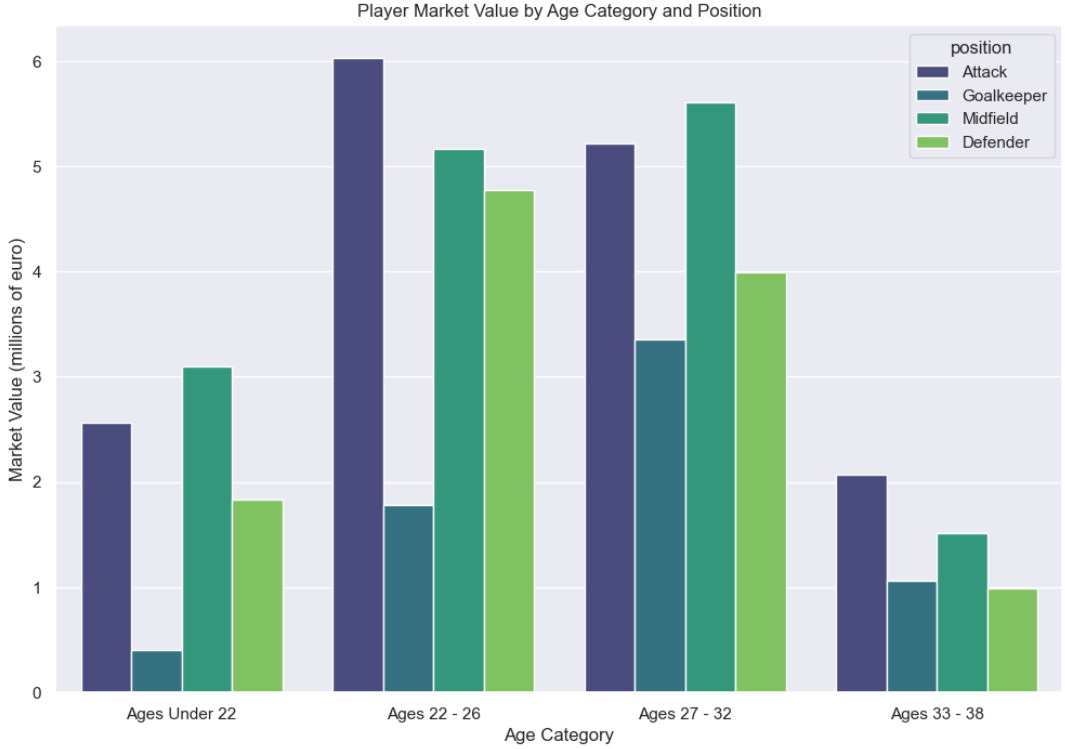 Player Market Value by Age Category and Position
position
Attack
Goalkeeper
Midfield
Defender
Market Value (millions of euro)
6
5
4
3
2
1
0
Ages Under 22
Ages 22 - 26
Ages 27 - 32
Ages 33 - 38
Age Category